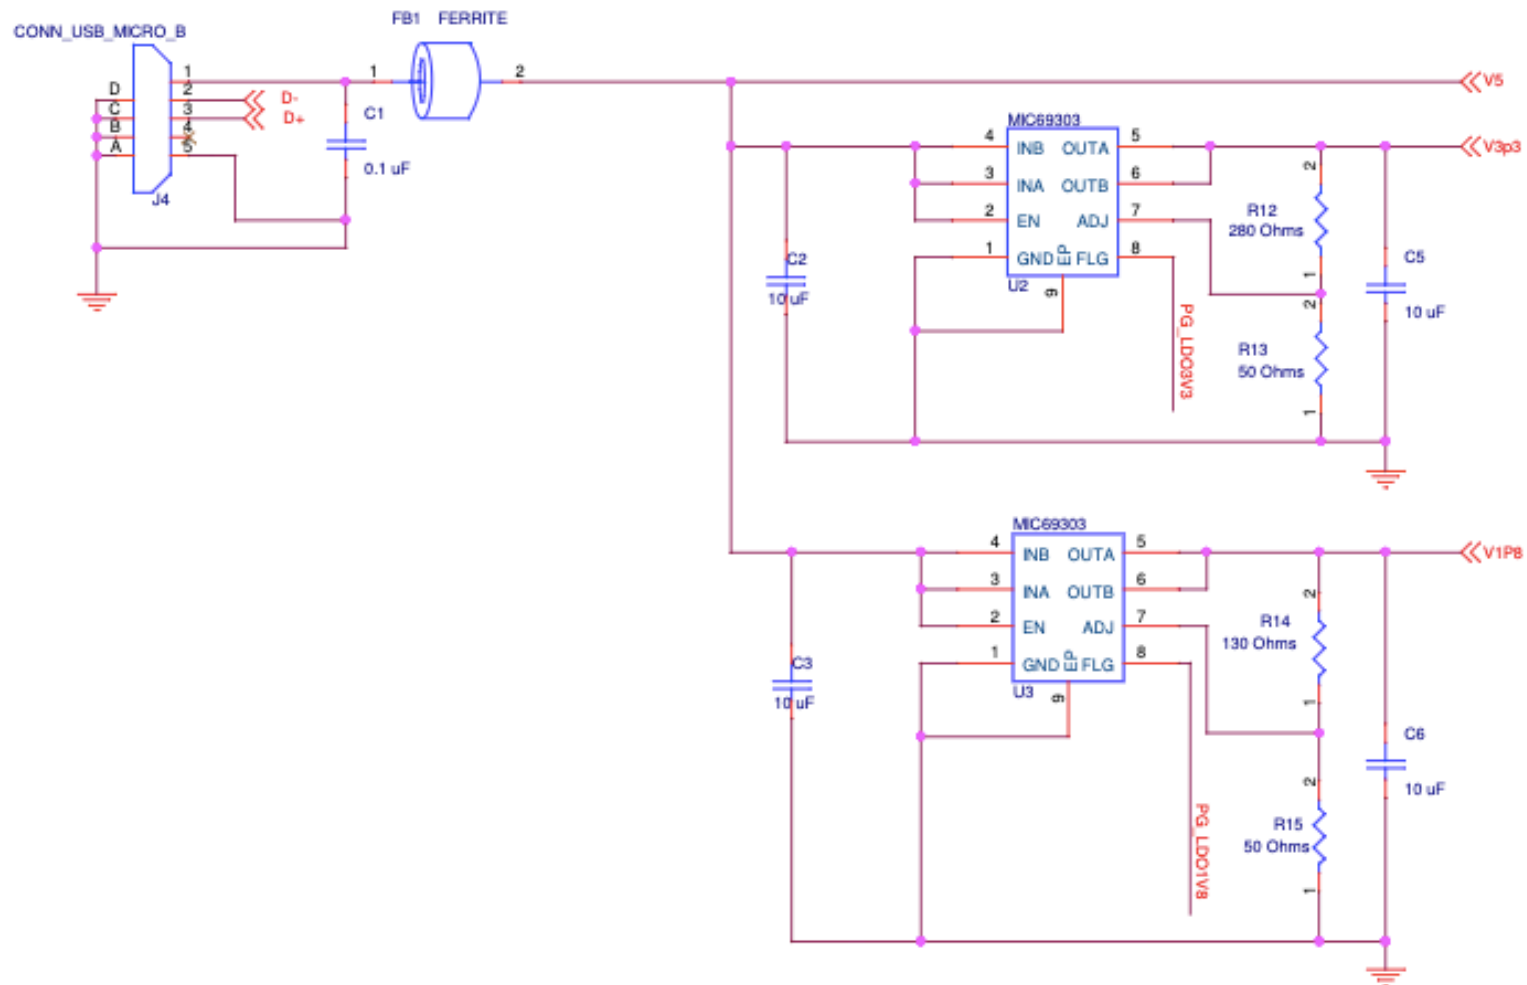 FB1 FERRITE
CONN_USB_MICRO_B
1
2
D
1
2
D-
V5
C
3
D+
C1
B
4
A
5
0.1 uF
J4
MIC69303
4
INB
OUTA
5
V3p3
3
INA
OUTB
6
2
2
EN
ADJ
7
R12
280 Ohms
1
GND
EP
FLG
8
C2
C5
U2
9
1
10 uF
2
10 uF
PG_LDO3V3
R13
50 Ohms
1
MIC69303
4
INB
OUTA
5
V1P8
3
INA
OUTB
6
2
2
EN
ADJ
7
R14
130 Ohms
1
GND
EP
FLG
8
C3
U3
9
1
10 uF
C6
2
10 uF
PG_LDO1V8
R15
50 Ohms
1